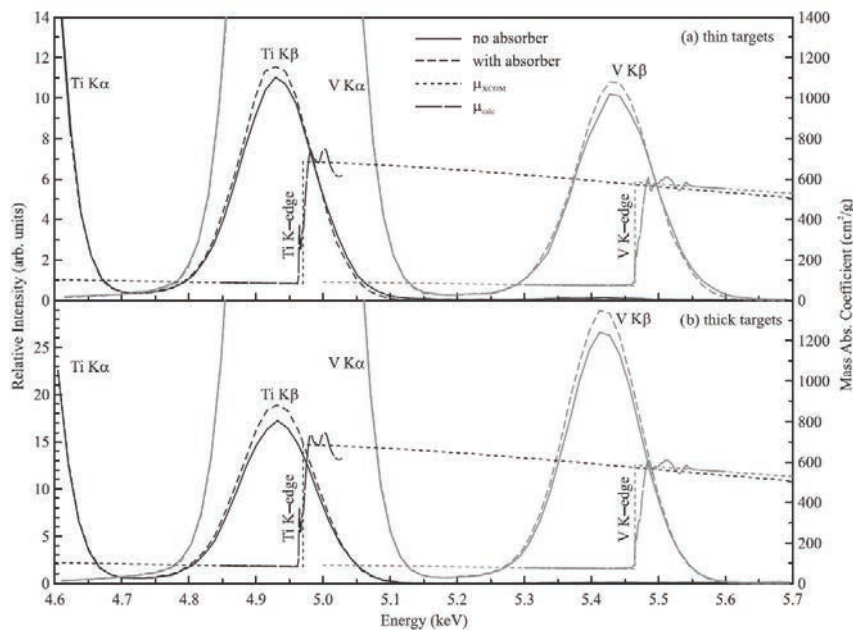 14
12
10
8
6
4
2
0
Relative Intensity (arb. units)
25
20
15
10
5
0
1400
1200
1000
800
600
400
200
0
1200
1000
800
600
400
200
0
Mass Abs. Coefficient (cm²/g)
(a) thin targets
no absorber
with absorber
μXCOM
μcalc
Ti Kα
Ti Kβ
V Kα
V Kβ
Ti K-edge
V K-edge
(b) thick targets
Ti Kα
Ti Kβ
V Kα
V Kβ
Ti K-edge
V K-edge
4.6 4.7 4.8 4.9 5.0 5.1 5.2 5.3 5.4 5.5 5.6 5.7
Energy (keV)